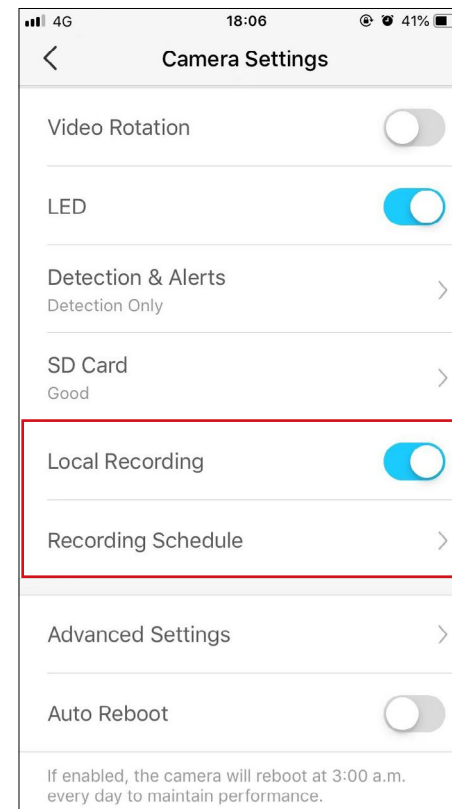 4G 18:06 41%
Camera Settings
Video Rotation
LED
Detection & Alerts
Detection Only
SD Card
Good
Local Recording
Recording Schedule
Advanced Settings
Auto Reboot
If enabled, the camera will reboot at 3:00 a.m.
every day to maintain performance.